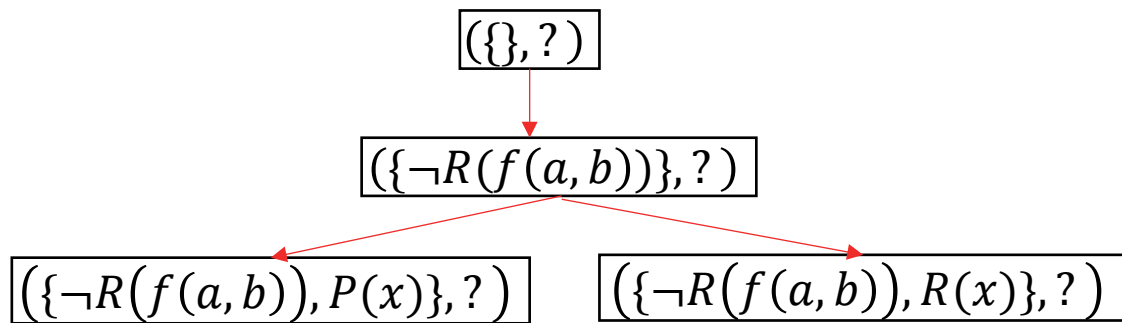 ({}, ? )
({¬R(f(a, b))}, ? )
({¬R(f(a, b)), P(x)}, ? )
({¬R(f(a, b)), R(x)}, ? )